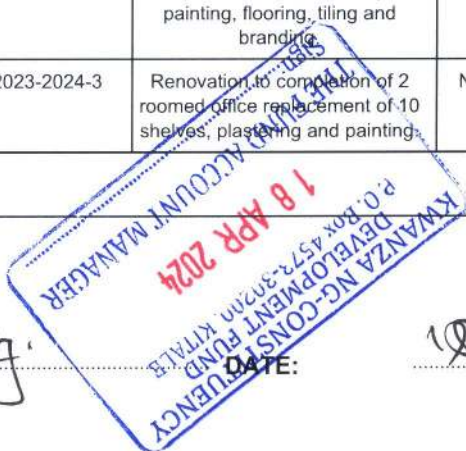 painting, flooring, tiling and
branding
2023-2024-3
Renovation to completion of 2
roomed office replacement of 10
shelves, plastering and painting.
N
KWANZA NG-CONSTITUENCY
DEVELOPMENT FUND
P.O. Box 4573-30200, KITALE
18 APR 2024
THE FUND ACCOUNT MANAGER
Sign:
DATE: